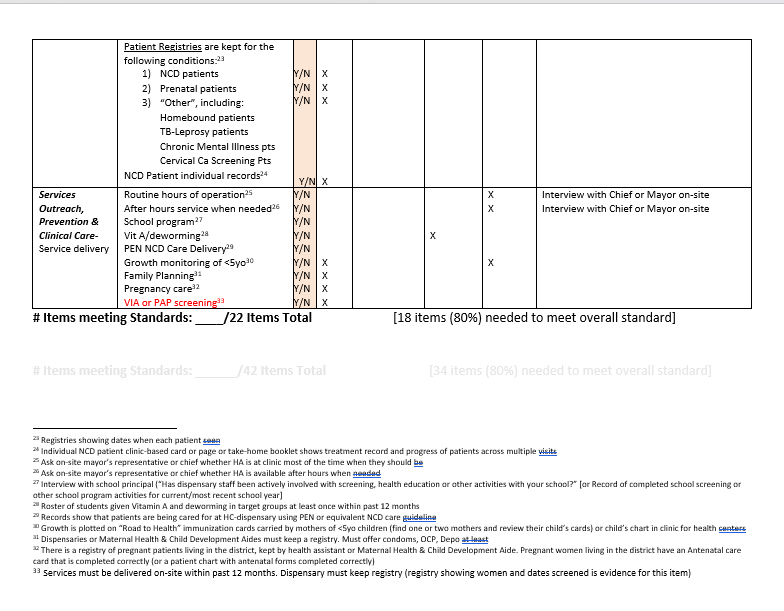 Patient Registries are kept for the
following conditions:23
1) NCD patients Y/N X
2) Prenatal patients Y/N X
3) “Other”, including: Y/N X
Homebound patients
TB-Leprosy patients
Chronic Mental Illness pts
Cervical Ca Screening Pts
NCD Patient individual records24
Y/N X
Services Routine hours of operation25 Y/N X Interview with Chief or Mayor on-site
Outreach, After hours service when needed26 Y/N X Interview with Chief or Mayor on-site
Prevention & School program27 Y/N
Clinical Care- Vit A/deworming28 Y/N X
Service delivery PEN NCD Care Delivery29 Y/N
Growth monitoring of <5yo30 Y/N X X
Family Planning31 Y/N X
Pregnancy care32 Y/N X
VIA or PAP screening33 Y/N X
# Items meeting Standards: ____/22 Items Total [18 items (80%) needed to meet overall standard]
# Items meeting Standards: ______/42 Items Total [34 items (80%) needed to meet overall standard]
23 Registries showing dates when each patient seen
24 Individual NCD patient clinic-based card or page or take-home booklet shows treatment record and progress of patients across multiple visits
25 Ask on-site mayor’s representative or chief whether HA is at clinic most of the time when they should be
26 Ask on-site mayor’s representative or chief whether HA is available after hours when needed
27 Interview with school principal (“Has dispensary staff been actively involved with screening, health education or other activities with your school?” [or Record of completed school screening or
other school program activities for current/most recent school year]
28 Roster of students given Vitamin A and deworming in target groups at least once within past 12 months
29 Records show that patients are being cared for at HC-dispensary using PEN or equivalent NCD care guideline
30 Growth is plotted on “Road to Health” immunization cards carried by mothers of <5yo children (find one or two mothers and review their child’s cards) or child’s chart in clinic for health centers
31 Dispensaries or Maternal Health & Child Development Aides must keep a registry. Must offer condoms, OCP, Depo at least
32 There is a registry of pregnant patients living in the district, kept by health assistant or Maternal Health & Child Development Aide. Pregnant women living in the district have an Antenatal care
card that is completed correctly (or a patient chart with antenatal forms completed correctly)
33 Services must be delivered on-site within past 12 months. Dispensary must keep registry (registry showing women and dates screened is evidence for this item)